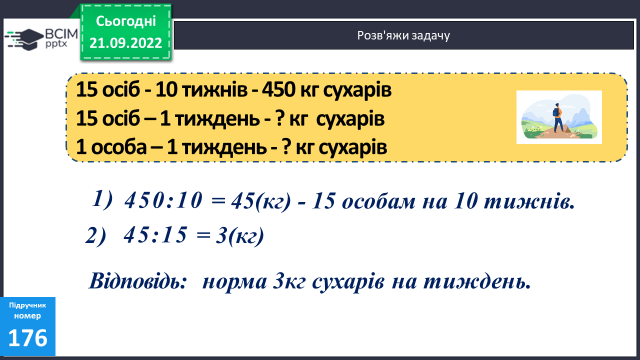 Сьогодні
21.09.2022
BCIM
pptx
Розв'яжи задачу
15 осіб - 10 тижнів - 450 кг сухарів
15 осіб – 1 тиждень - ? кг сухарів
1 особа – 1 тиждень - ? кг сухарів
1) 450:10 = 45(кг) - 15 особам на 10 тижнів.
2) 45:15 = 3(кг)
Відповідь: норма 3кг сухарів на тиждень.
Підручник
номер
176